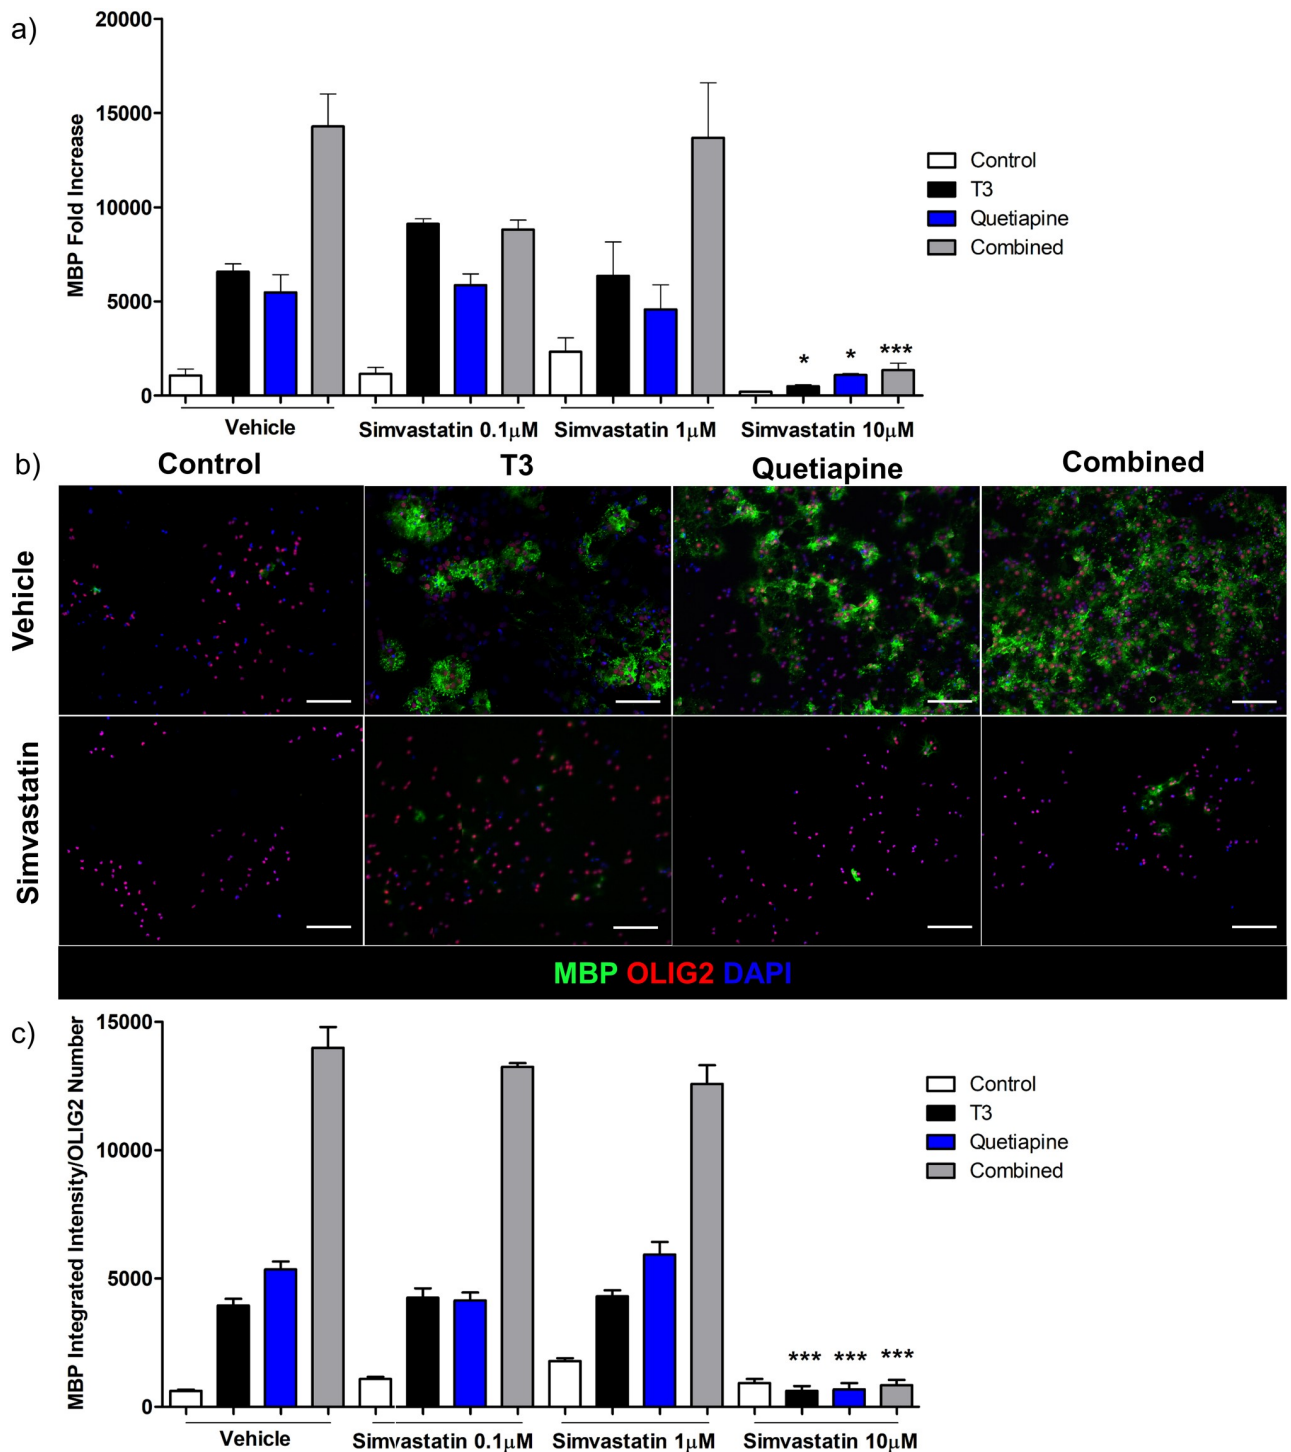 a)
MBP Fold Increase
20000
15000
10000
5000
0
* * ***
Control
T3
Quetiapine
Combined
Vehicle Simvastatin 0.1µM Simvastatin 1µM Simvastatin 10µM
b)
Control T3 Quetiapine Combined
Vehicle
Simvastatin
MBP OLIG2 DAPI
c)
MBP Integrated Intensity/OLIG2 Number
15000
10000
5000
0
*** *** ***
Control
T3
Quetiapine
Combined
Vehicle Simvastatin 0.1µM Simvastatin 1µM Simvastatin 10µM